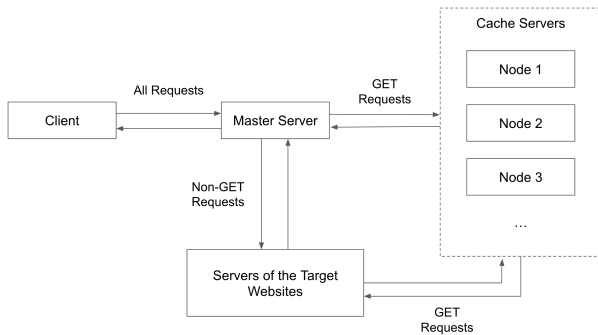 Cache Servers
Node 1
Node 2
Node 3
...
Client
All Requests
Master Server
GET
Requests
Non-GET
Requests
Servers of the Target
Websites
GET
Requests